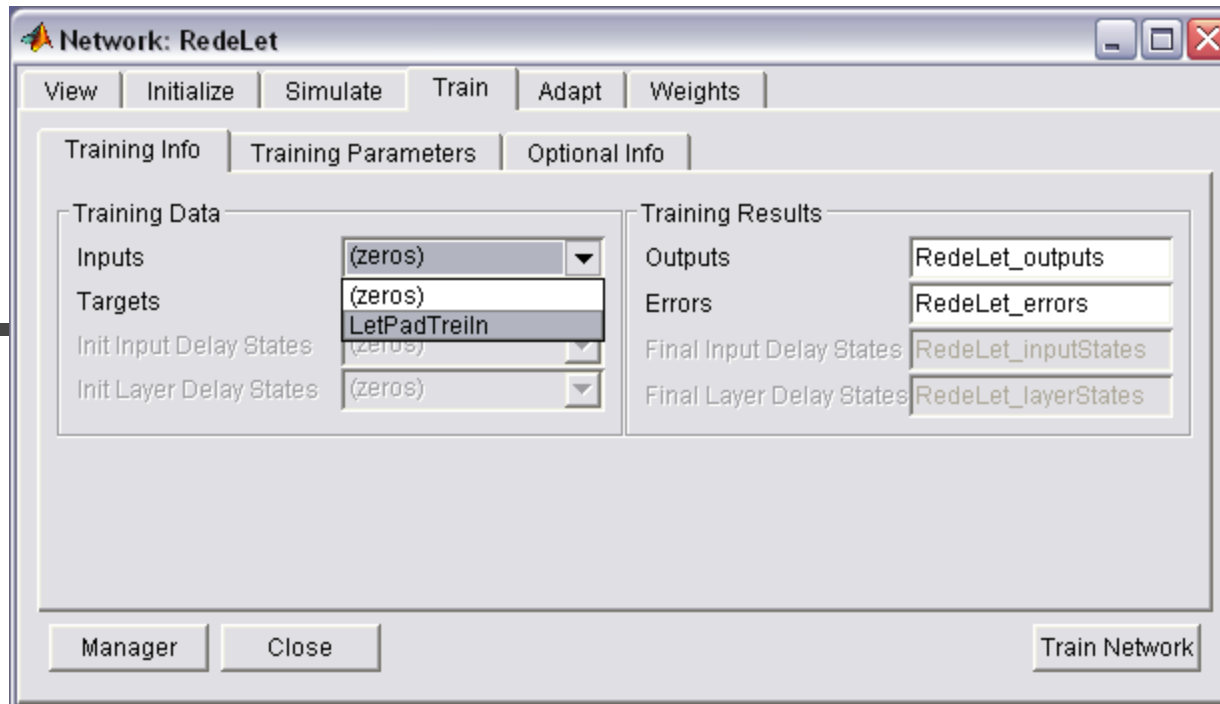 Network: RedeLet
View Initialize Simulate Train Adapt Weights
Training Info Training Parameters Optional Info
Training Data
Inputs (zeros)
(zeros)
LetPadTreiIn
Targets
Init Input Delay States (zeros)
Init Layer Delay States (zeros)
Training Results
Outputs RedeLet_outputs
Errors RedeLet_errors
Final Input Delay States RedeLet_inputStates
Final Layer Delay States RedeLet_layerStates
Manager Close Train Network